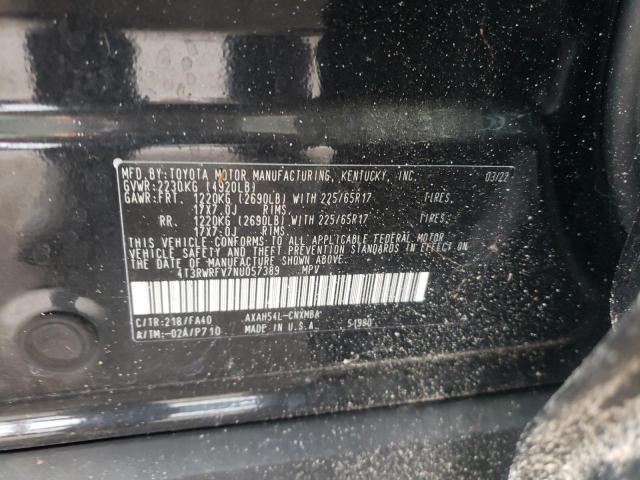 MFD. BY: TOYOTA MOTOR MANUFACTURING, KENTUCKY, INC. 03/22
GVWR: 2230KG (4920LB)
GAWR: FRT. 1220KG (2690LB) WITH 225/65R17 TIRES,
17X7.0J RIMS
RR. 1220KG (2690LB) WITH 225/65R17 TIRES,
17X7.0J RIMS
THIS VEHICLE CONFORMS TO ALL APPLICABLE FEDERAL MOTOR
VEHICLE SAFETY AND THEFT PREVENTION STANDARDS IN EFFECT ON
THE DATE OF MANUFACTURE SHOWN ABOVE.
4T3RWRFV7NU057389 MPV
C/TR: 218/FA40 AXAH54L-CNXMBA
A/TM: -02A/P710 MADE IN U.S.A. 51980